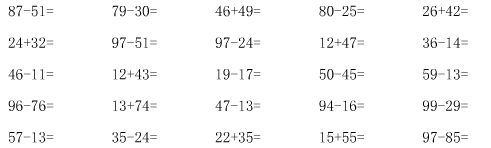 87-51= 79-30= 46+49= 80-25= 26+42=
24+32= 97-51= 97-24= 12+47= 36-14=
46-11= 12+43= 19-17= 50-45= 59-13=
96-76= 13+74= 47-13= 94-16= 99-29=
57-13= 35-24= 22+35= 15+55= 97-85=